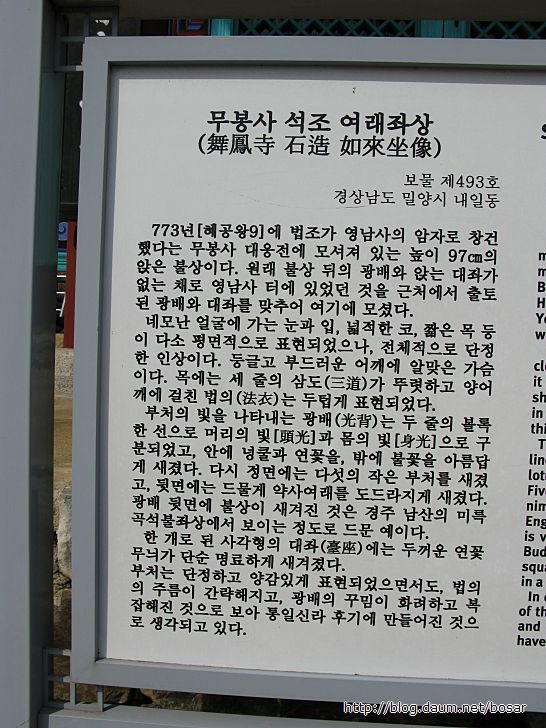 무봉사 석조 여래좌상
(舞鳳寺 石造 如來坐像)
보물 제493호
경상남도 밀양시 내일동
773년[혜공왕9]에 법조가 영남사의 암자로 창건
했다는 무봉사 대웅전에 모셔져 있는 높이 97㎝의
앉은 불상이다. 원래 불상 뒤의 광배와 앉는 대좌가
없는 채로 영남사 터에 있었던 것을 근처에서 출토
된 광배와 대좌를 맞추어 여기에 모셨다.
네모난 얼굴에 가는 눈과 입, 넓적한 코, 짧은 목 등
이 다소 평면적으로 표현되었으나, 전체적으로 단정
한 인상이다. 둥글고 부드러운 어깨에 알맞은 가슴
이다. 목에는 세 줄의 삼도(三道)가 뚜렷하고 양어
깨에 걸친 법의(法衣)는 두텁게 표현되었다.
부처의 빛을 나타내는 광배(光背)는 두 줄의 볼록
한 선으로 머리의 빛[頭光]과 몸의 빛[身光]으로 구
분되었고, 안에 넝쿨과 연꽃을, 밖에 불꽃을 아름답
게 새겼다. 다시 정면에는 다섯의 작은 부처를 새겼
고, 뒷면에는 드물게 약사여래를 도드라지게 새겼다.
광배 뒷면에 불상이 새겨진 것은 경주 남산의 미륵
곡석불좌상에서 보이는 정도로 드문 예이다.
한 개로 된 사각형의 대좌(臺座)에는 두꺼운 연꽃
무늬가 단순 명료하게 새겨졌다.
부처는 단정하고 양감있게 표현되었으면서도, 법의
의 주름이 간략해지고, 광배의 꾸밈이 화려하고 복
잡해진 것으로 보아 통일신라 후기에 만들어진 것으
로 생각되고 있다.
http://blog.daum.net/bosar